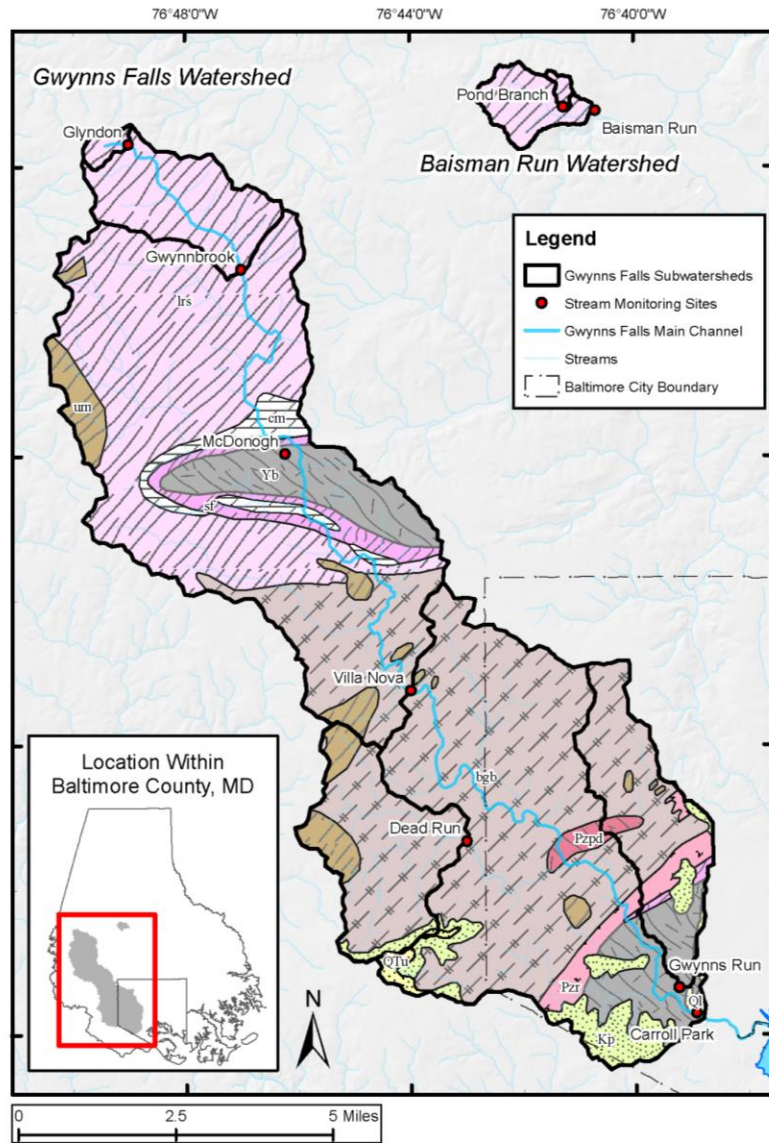 76°48'0"W
76°44'0"W
76°40'0"W
Gwynns Falls Watershed
Pond Branch
Baisman Run
Glyndon
Baisman Run Watershed
Legend
Gwynns Falls Subwatersheds
Stream Monitoring Sites
Gwynns Falls Main Channel
Streams
Baltimore City Boundary
Gwynnbrook
lrs
um
cm
McDonogh
Yb
sf
Villa Nova
Location Within
Baltimore County, MD
bgb
Dead Run
Pzpd
QTu
Gwynns Run
Pzr
Ql
Carroll Park
Kp
N
0
2.5
5 Miles